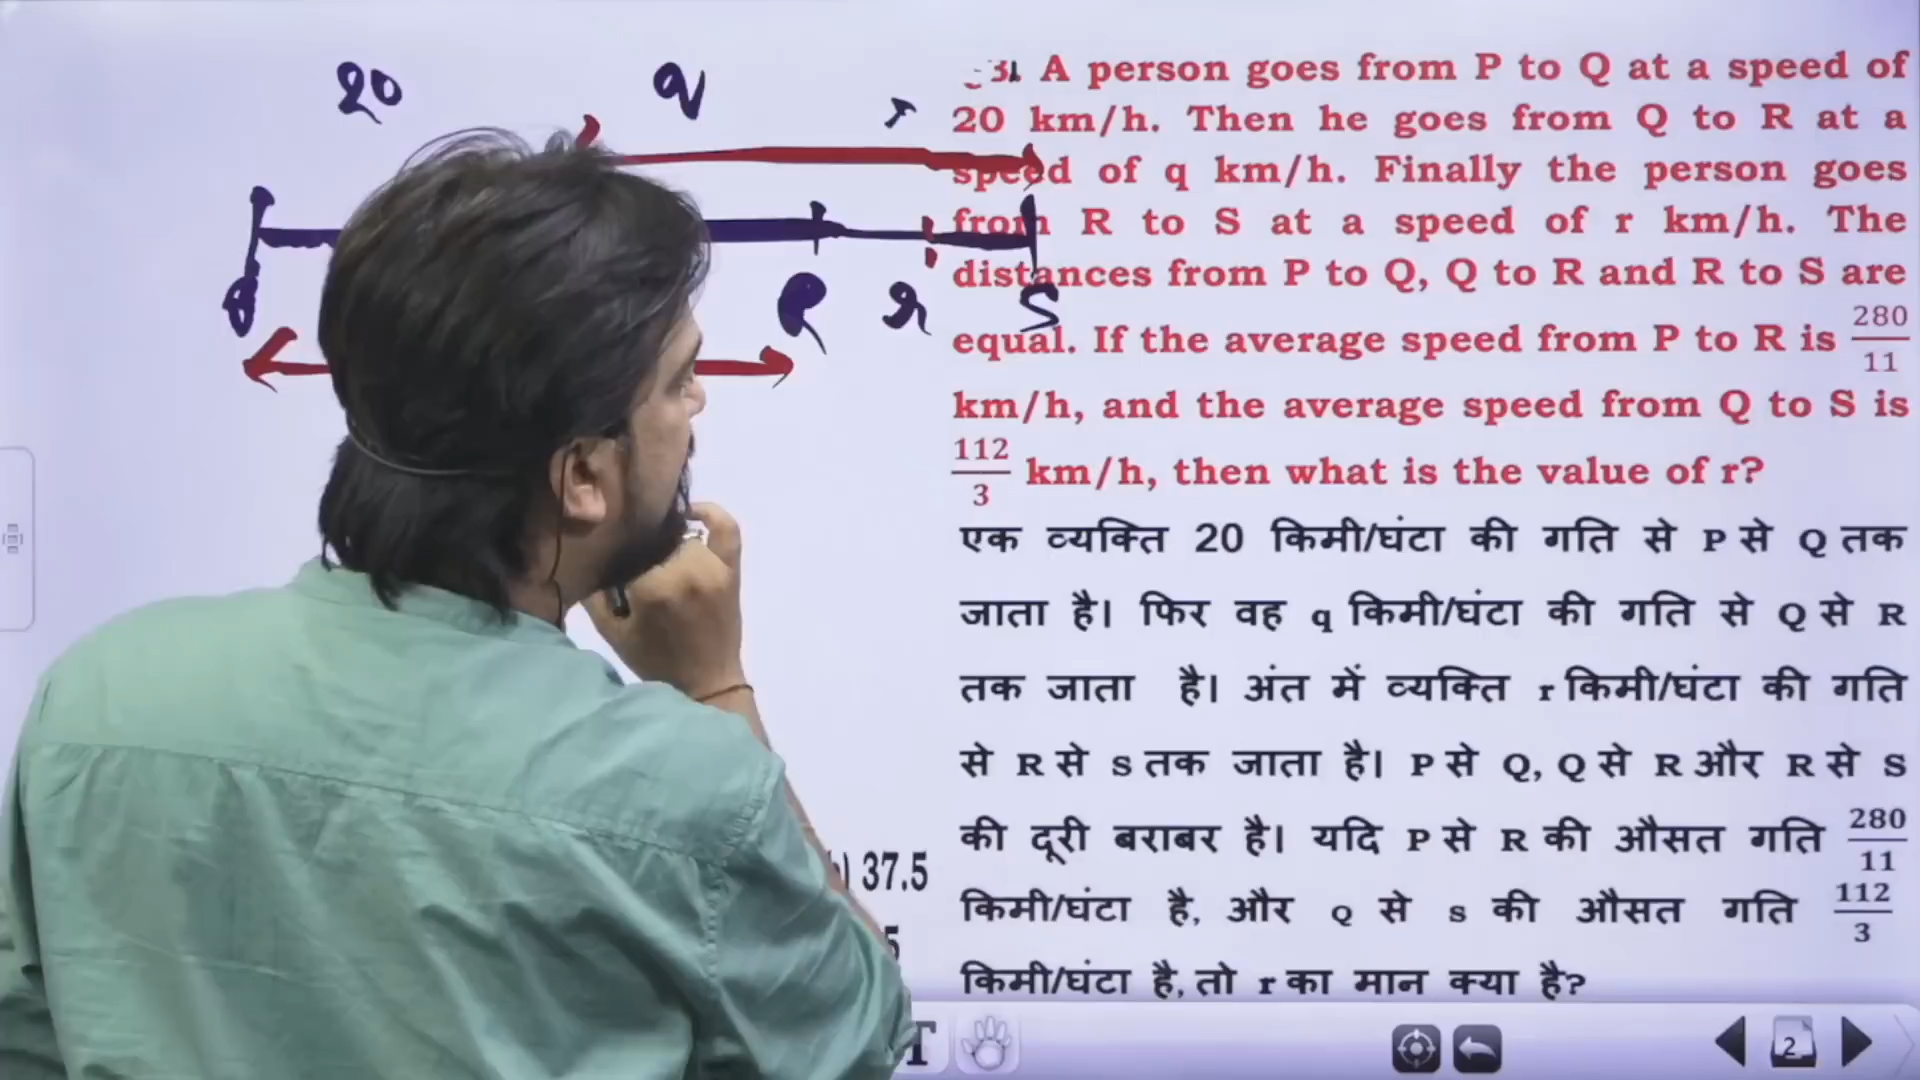 20 q r
P R r S
3. A person goes from P to Q at a speed of
20 km/h. Then he goes from Q to R at a
speed of q km/h. Finally the person goes
from R to S at a speed of r km/h. The
distances from P to Q, Q to R and R to S are
equal. If the average speed from P to R is 280/11
km/h, and the average speed from Q to S is
112/3 km/h, then what is the value of r?
एक व्यक्ति 20 किमी/घंटा की गति से P से Q तक
जाता है। फिर वह q किमी/घंटा की गति से Q से R
तक जाता है। अंत में व्यक्ति r किमी/घंटा की गति
से R से S तक जाता है। P से Q, Q से R और R से S
की दूरी बराबर है। यदि P से R की औसत गति 280/11
किमी/घंटा है, और Q से S की औसत गति 112/3
किमी/घंटा है, तो r का मान क्या है?
) 37.5
5
T
2